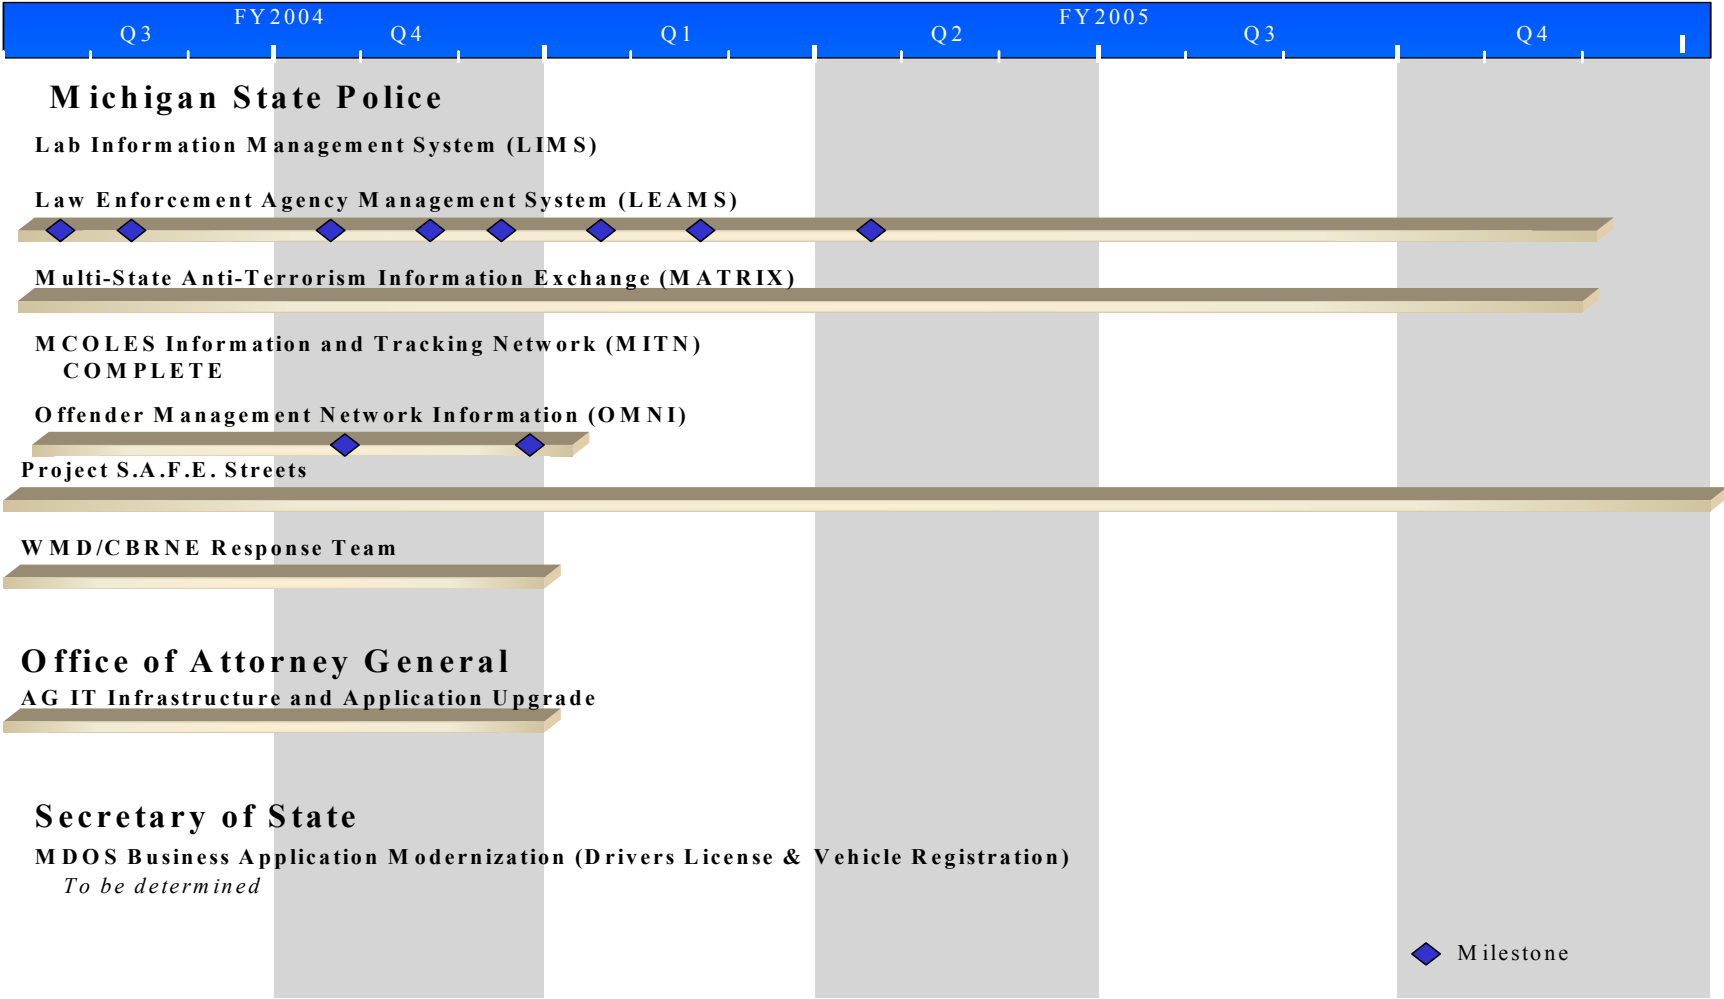 FY2004 FY2005
Q3 Q4 Q1 Q2 Q3 Q4
Michigan State Police
Lab Information Management System (LIMS)
Law Enforcement Agency Management System (LEAMS)
Multi-State Anti-Terrorism Information Exchange (MATRIX)
MCOLES Information and Tracking Network (MITN)
COMPLETE
Offender Management Network Information (OMNI)
Project S.A.F.E. Streets
WMD/CBRNE Response Team
Office of Attorney General
AG IT Infrastructure and Application Upgrade
Secretary of State
MDOS Business Application Modernization (Drivers License & Vehicle Registration)
To be determined
Milestone